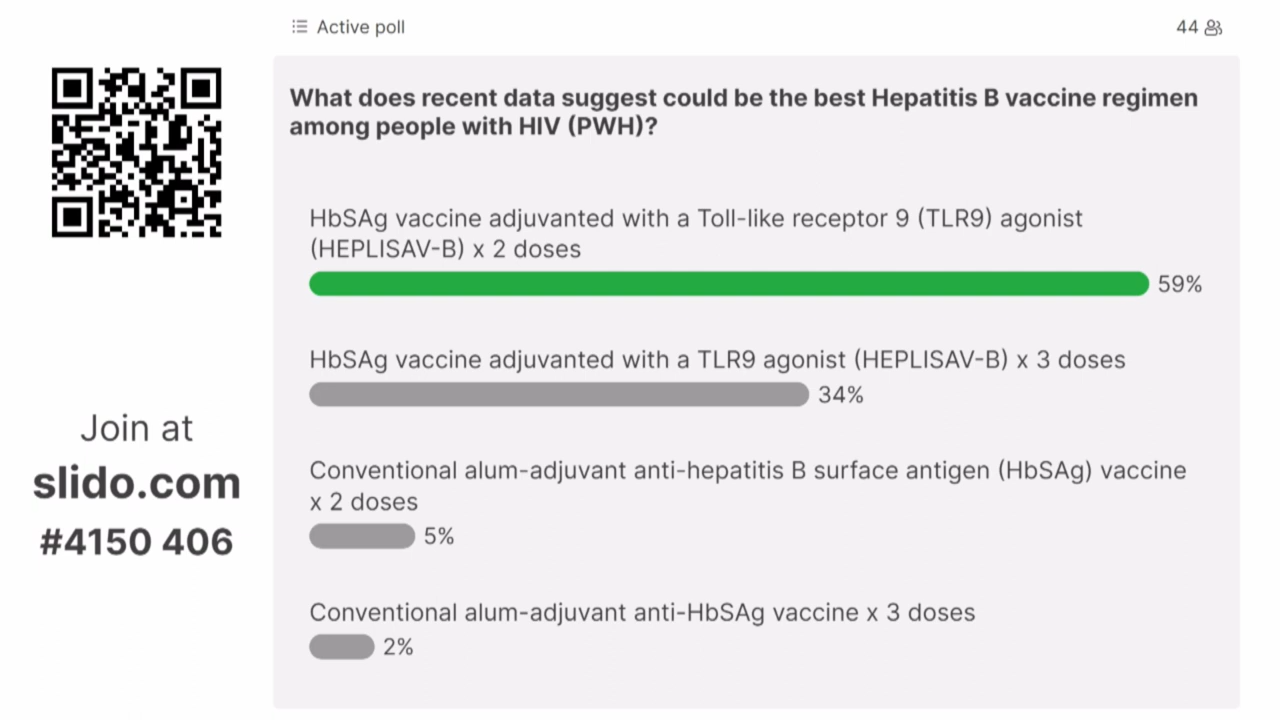 Active poll
44
What does recent data suggest could be the best Hepatitis B vaccine regimen
among people with HIV (PWH)?
HbSAg vaccine adjuvanted with a Toll-like receptor 9 (TLR9) agonist
(HEPLISAV-B) x 2 doses
59%
HbSAg vaccine adjuvanted with a TLR9 agonist (HEPLISAV-B) x 3 doses
34%
Conventional alum-adjuvant anti-hepatitis B surface antigen (HbSAg) vaccine
x 2 doses
5%
Conventional alum-adjuvant anti-HbSAg vaccine x 3 doses
2%
Join at
slido.com
#4150 406